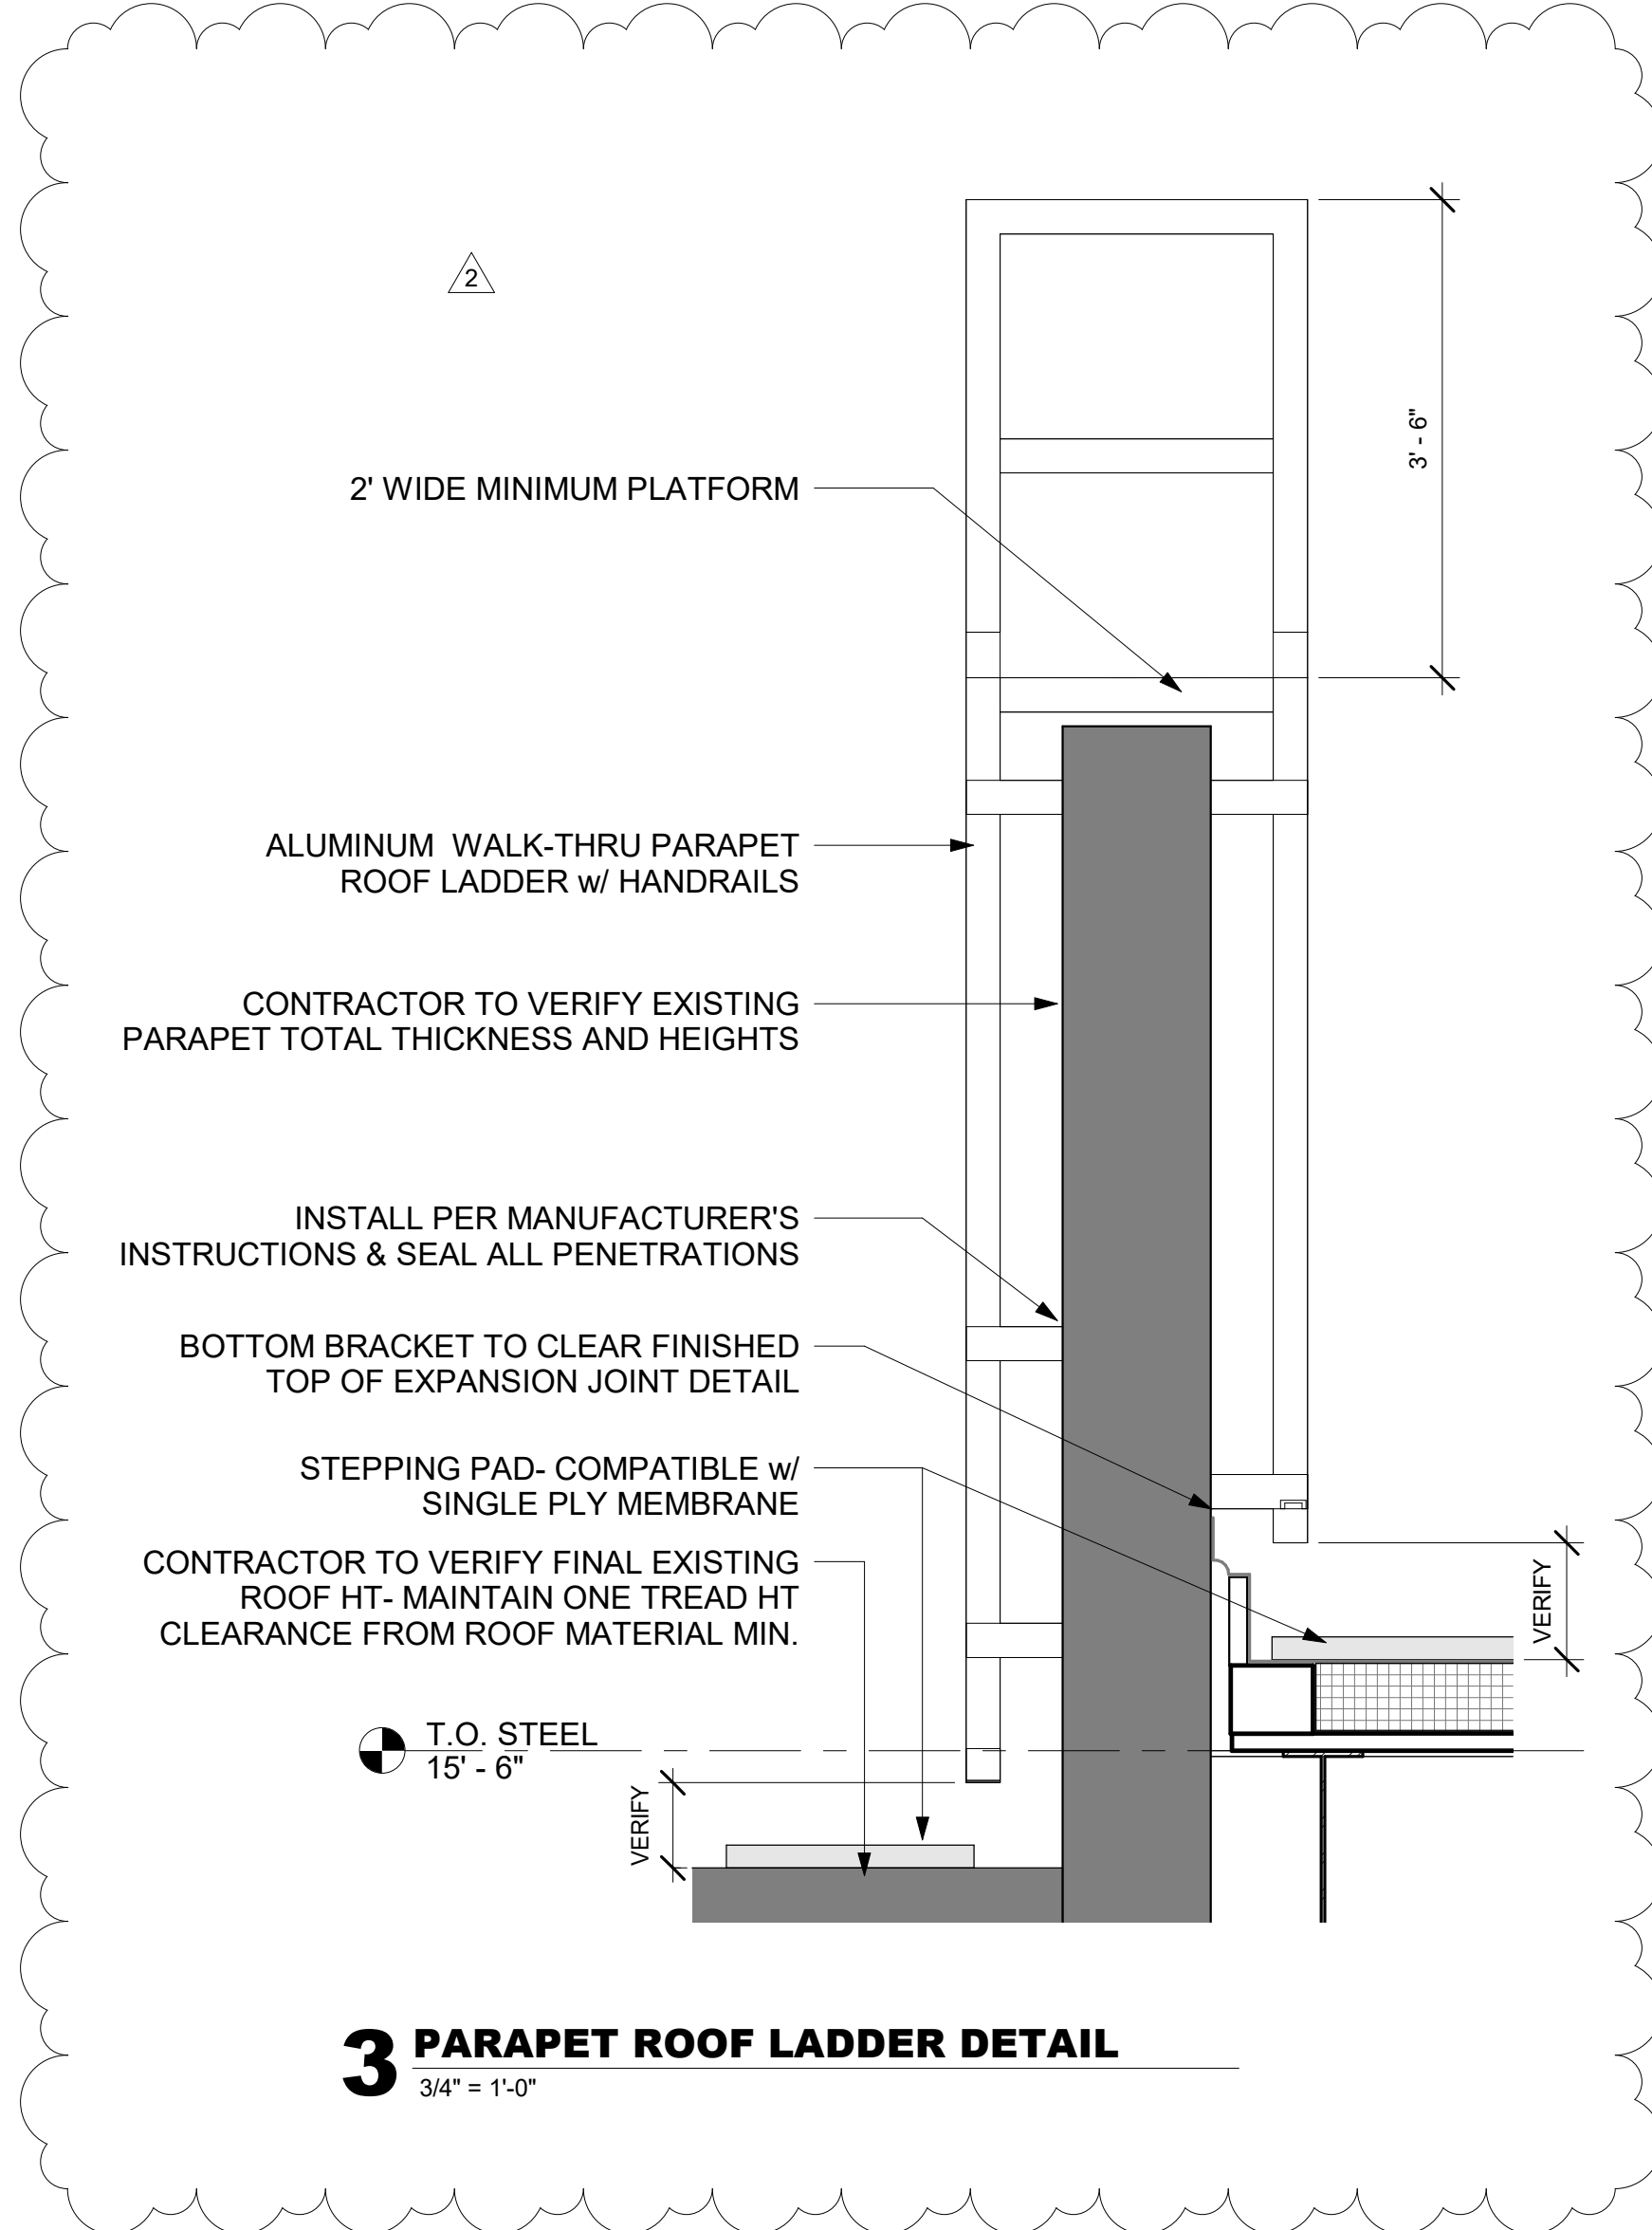 2
3' - 6"
2' WIDE MINIMUM PLATFORM
ALUMINUM  WALK-THRU PARAPET
ROOF LADDER w/ HANDRAILS
CONTRACTOR TO VERIFY EXISTING
PARAPET TOTAL THICKNESS AND HEIGHTS
INSTALL PER MANUFACTURER'S
INSTRUCTIONS & SEAL ALL PENETRATIONS
BOTTOM BRACKET TO CLEAR FINISHED
TOP OF EXPANSION JOINT DETAIL
STEPPING PAD- COMPATIBLE w/
SINGLE PLY MEMBRANE
CONTRACTOR TO VERIFY FINAL EXISTING
ROOF HT- MAINTAIN ONE TREAD HT
CLEARANCE FROM ROOF MATERIAL MIN.
VERIFY
T.O. STEEL
15' - 6"
VERIFY
3 PARAPET ROOF LADDER DETAIL
3/4" = 1'-0"